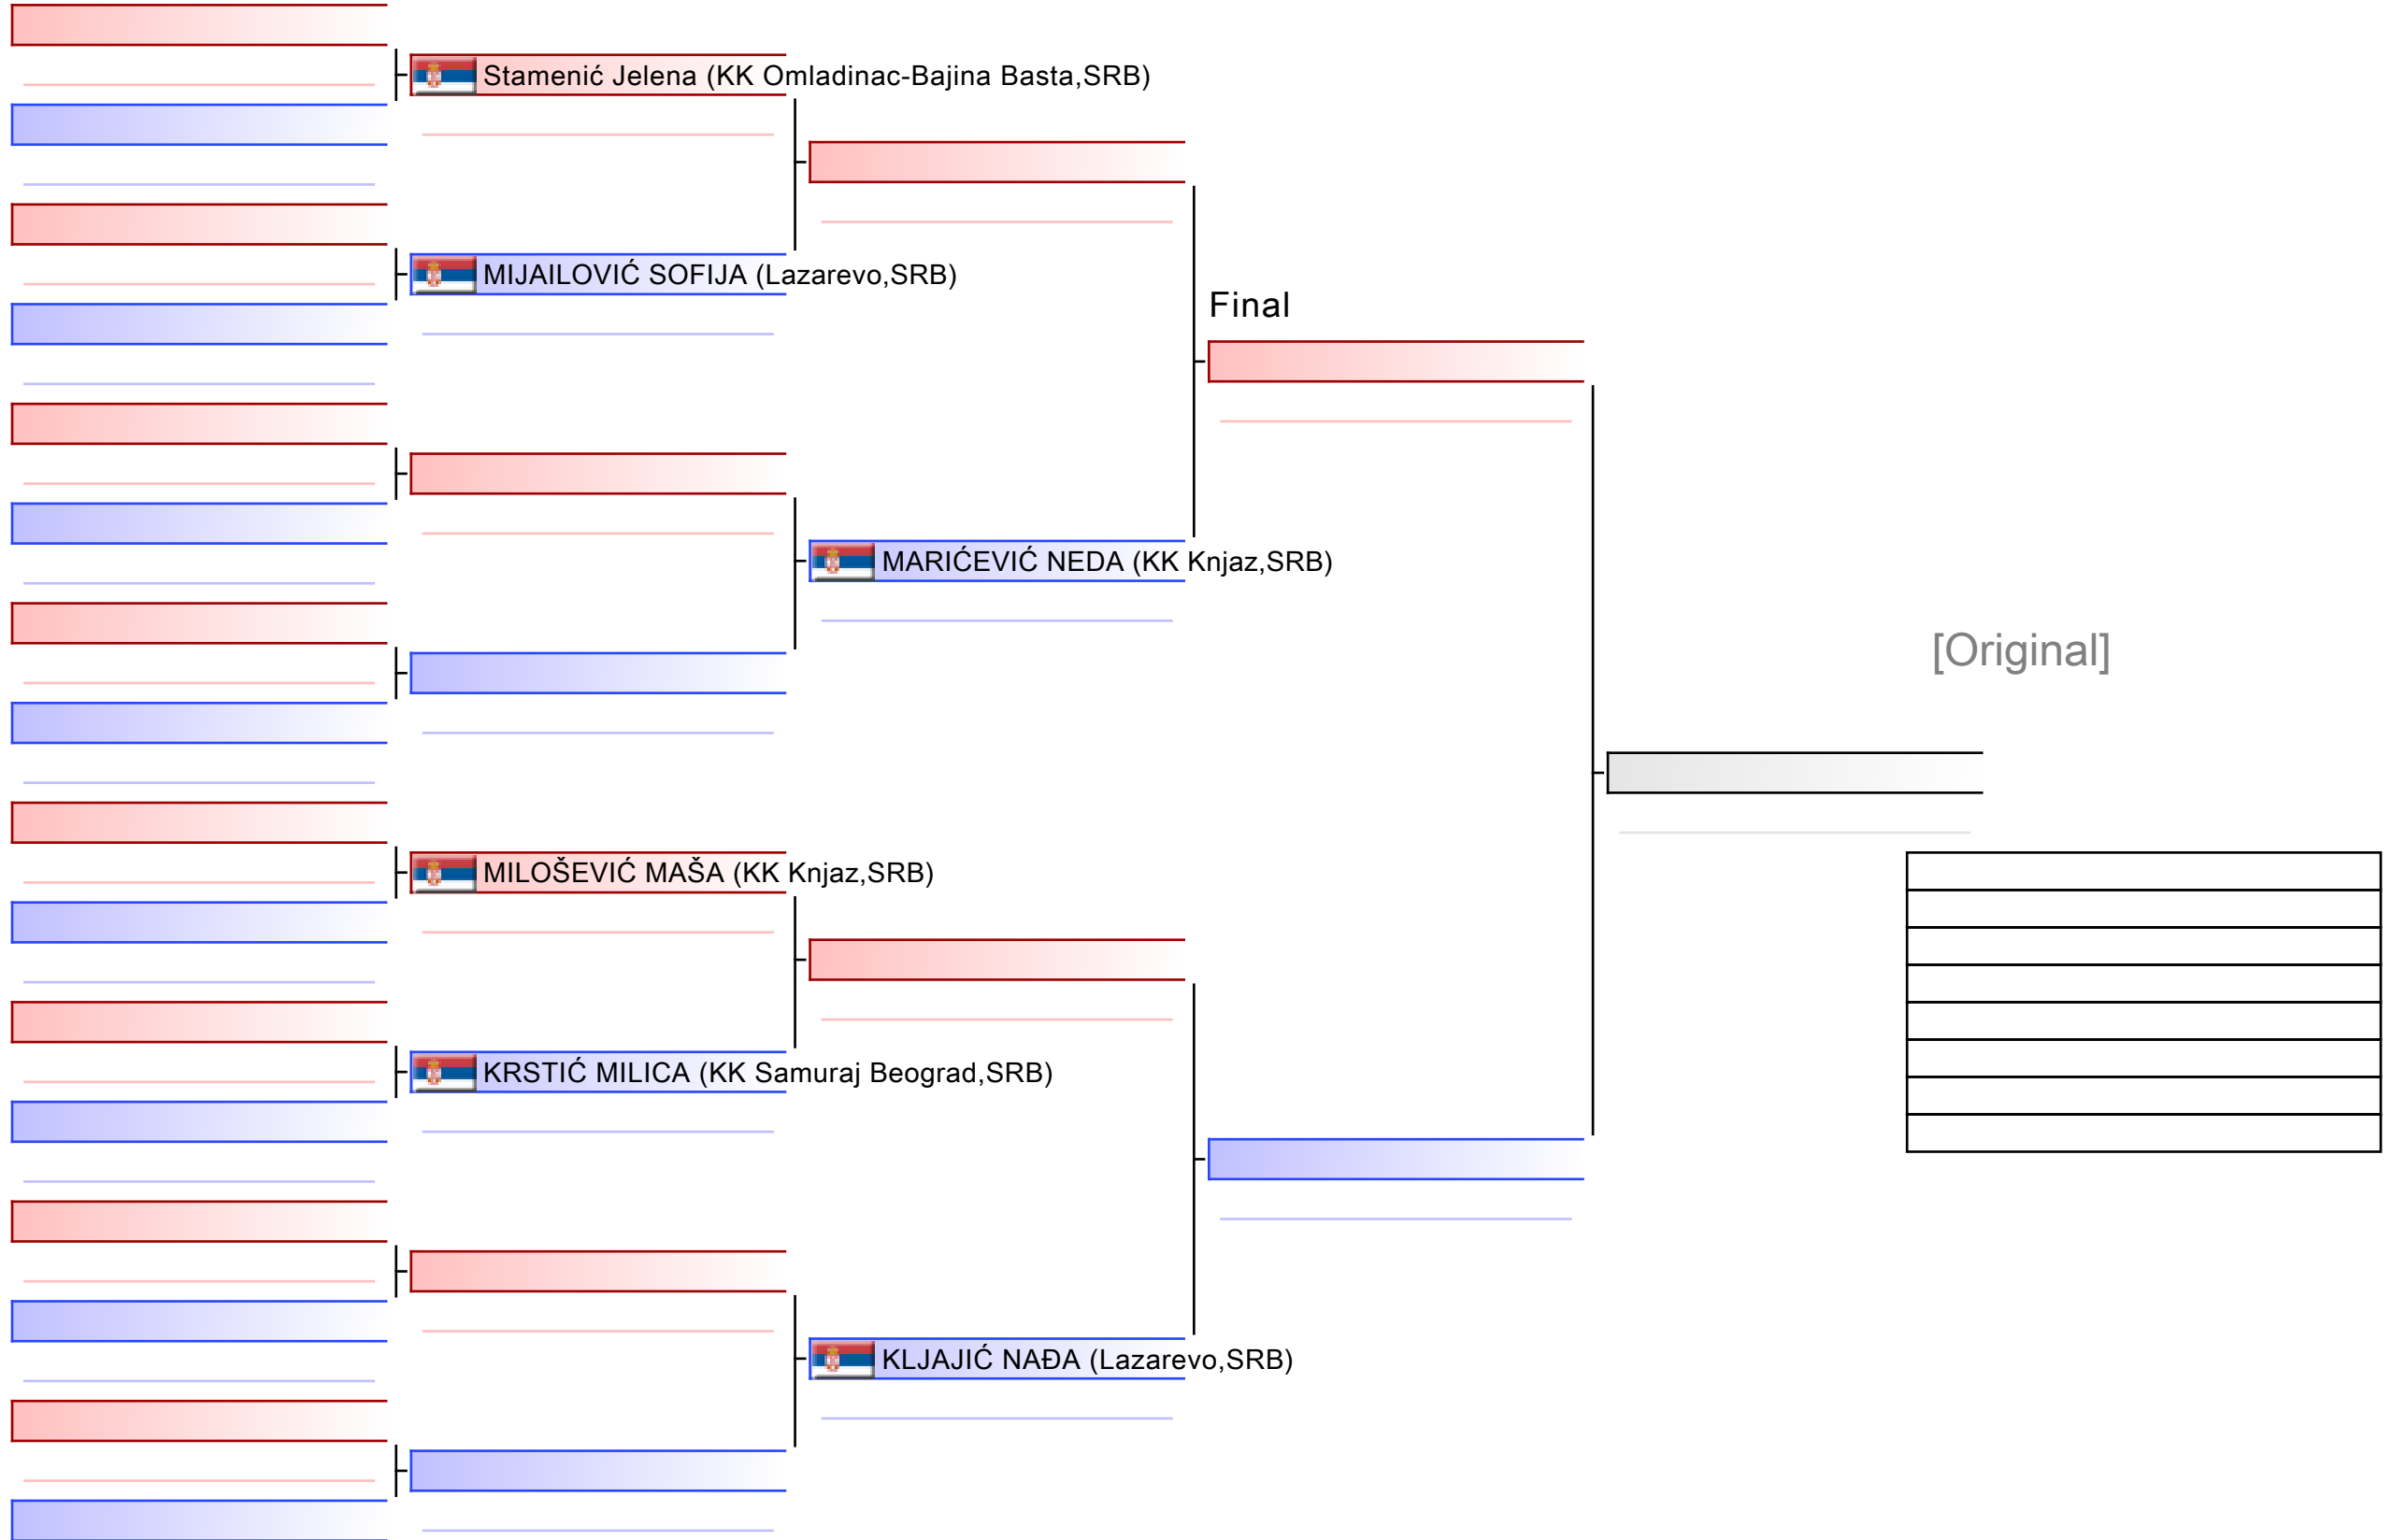 Stamenić Jelena (KK Omladinac-Bajina Basta,SRB)
MIJAILOVIĆ SOFIJA (Lazarevo,SRB)
Final
MARIĆEVIĆ NEDA (KK Knjaz,SRB)
[Original]
MILOŠEVIĆ MAŠA (KK Knjaz,SRB)
KRSTIĆ MILICA (KK Samuraj Beograd,SRB)
KLJAJIĆ NAĐA (Lazarevo,SRB)